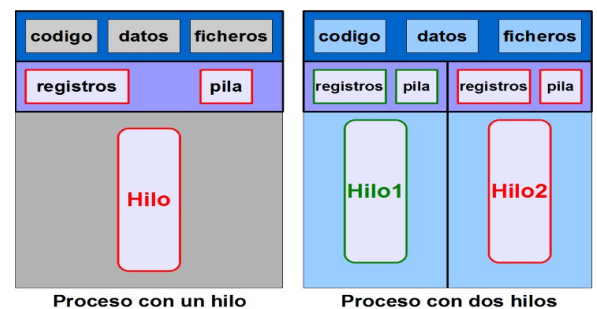 codigo datos ficheros
registros pila
Hilo
Proceso con un hilo
codigo datos ficheros
registros pila registros pila
Hilo1 Hilo2
Proceso con dos hilos